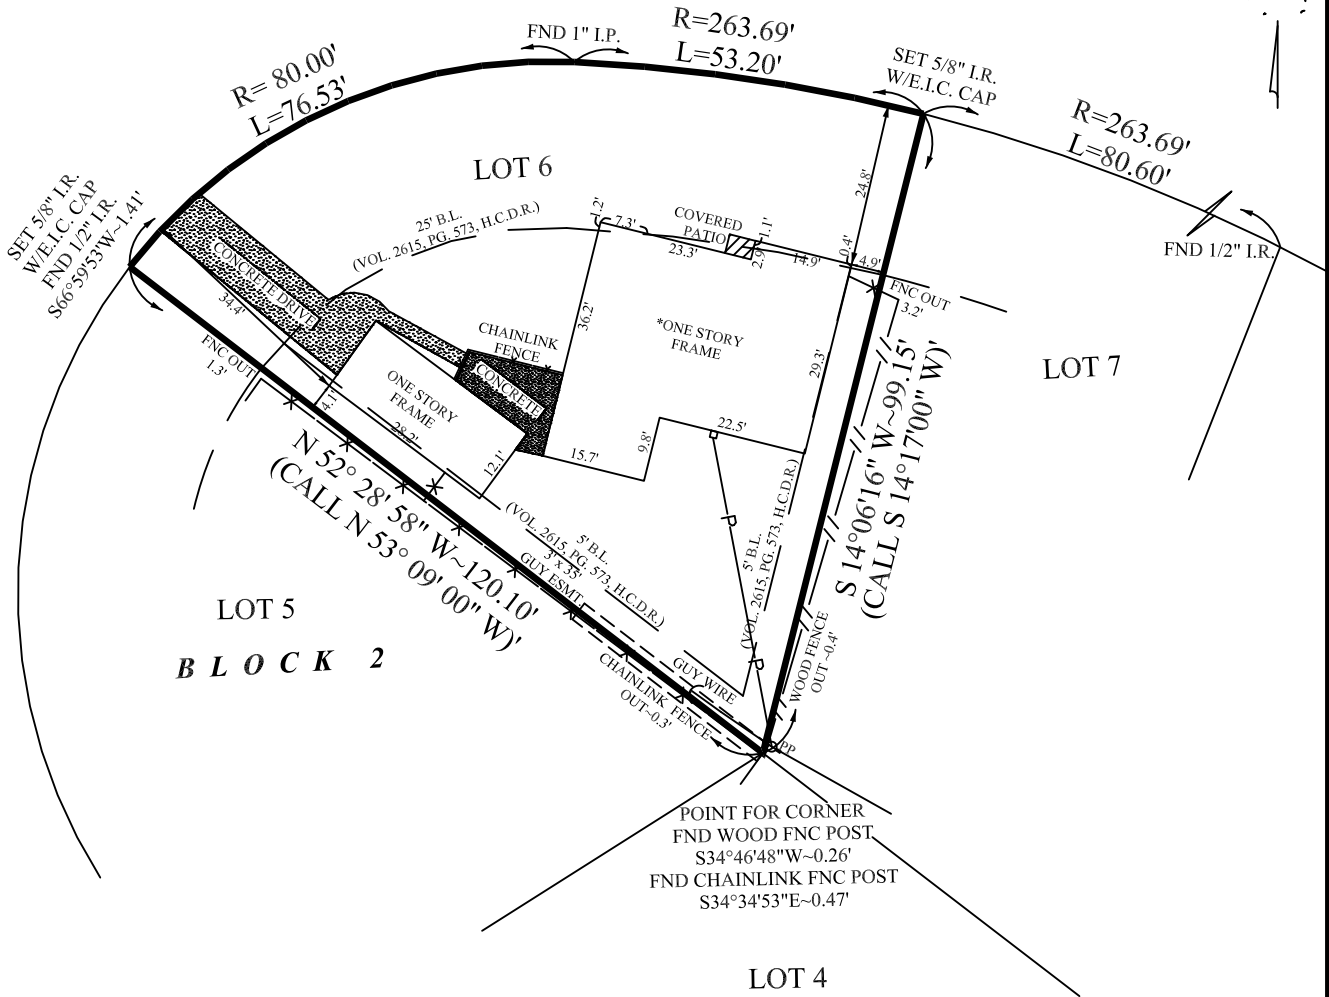 R=263.69'
L=53.20'
FND 1" I.P.
R= 80.00'
L=76.53'
SET 5/8" I.R.
W/E.I.C. CAP
R=263.69'
L=80.60'
FND 1/2" I.R.
LOT 6
SET 5/8" I.R.
W/E.I.C. CAP
FND 1/2" I.R.
S66°59'53"W~1.41'
25' B.L.
(VOL. 2615, PG. 573, H.C.D.R.)
.2'
7.3'
COVERED
PATIO
1.1'
23.3'
2.9'
14.9'
24.8'
0.4'
4.9'
FNC OUT
3.2'
CONCRETE DRIVE
34.4'
CHAINLINK
FENCE
CONCRETE
36.2'
*ONE STORY
FRAME
29.3'
LOT 7
FNC OUT
1.3'
4.1'
ONE STORY
FRAME
28.2'
12.1'
15.7'
9.8'
22.5'
N 52° 28' 58" W~120.10'
(CALL N 53° 09' 00" W)'
S 14°06'16" W~99.15'
(CALL S 14°17'00" W)'
5' B.L.
(VOL. 2615, PG. 573, H.C.D.R.)
3' x 35'
GUY ESMT.
5' B.L.
(VOL. 2615, PG. 573, H.C.D.R.)
P
P
LOT 5
BLOCK 2
GUY WIRE
CHAINLINK FENCE
OUT~0.3'
WOOD FENCE
OUT ~0.4'
PP
POINT FOR CORNER
FND WOOD FNC POST
S34°46'48"W~0.26'
FND CHAINLINK FNC POST
S34°34'53"E~0.47'
LOT 4